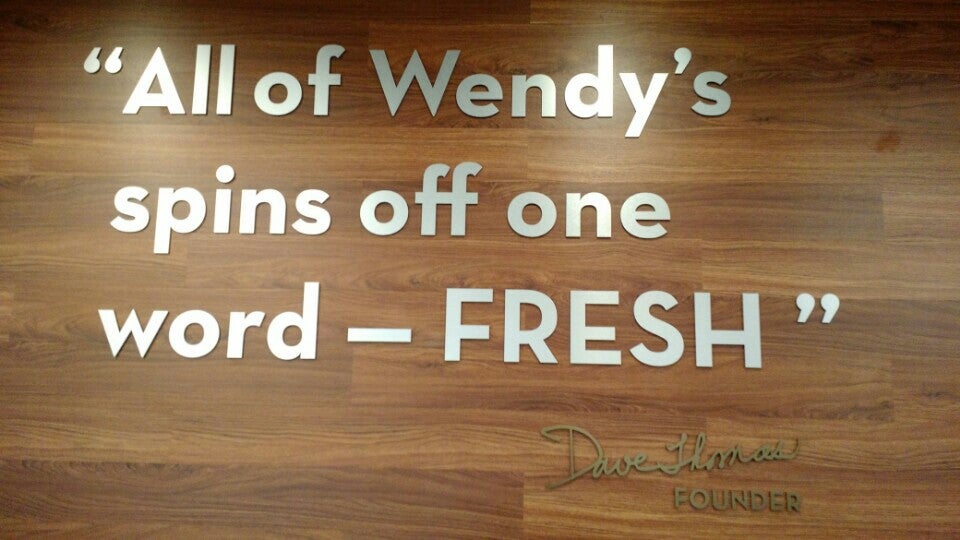 “All of Wendy’s
spins off one
word – FRESH ”
Dave Thomas
FOUNDER